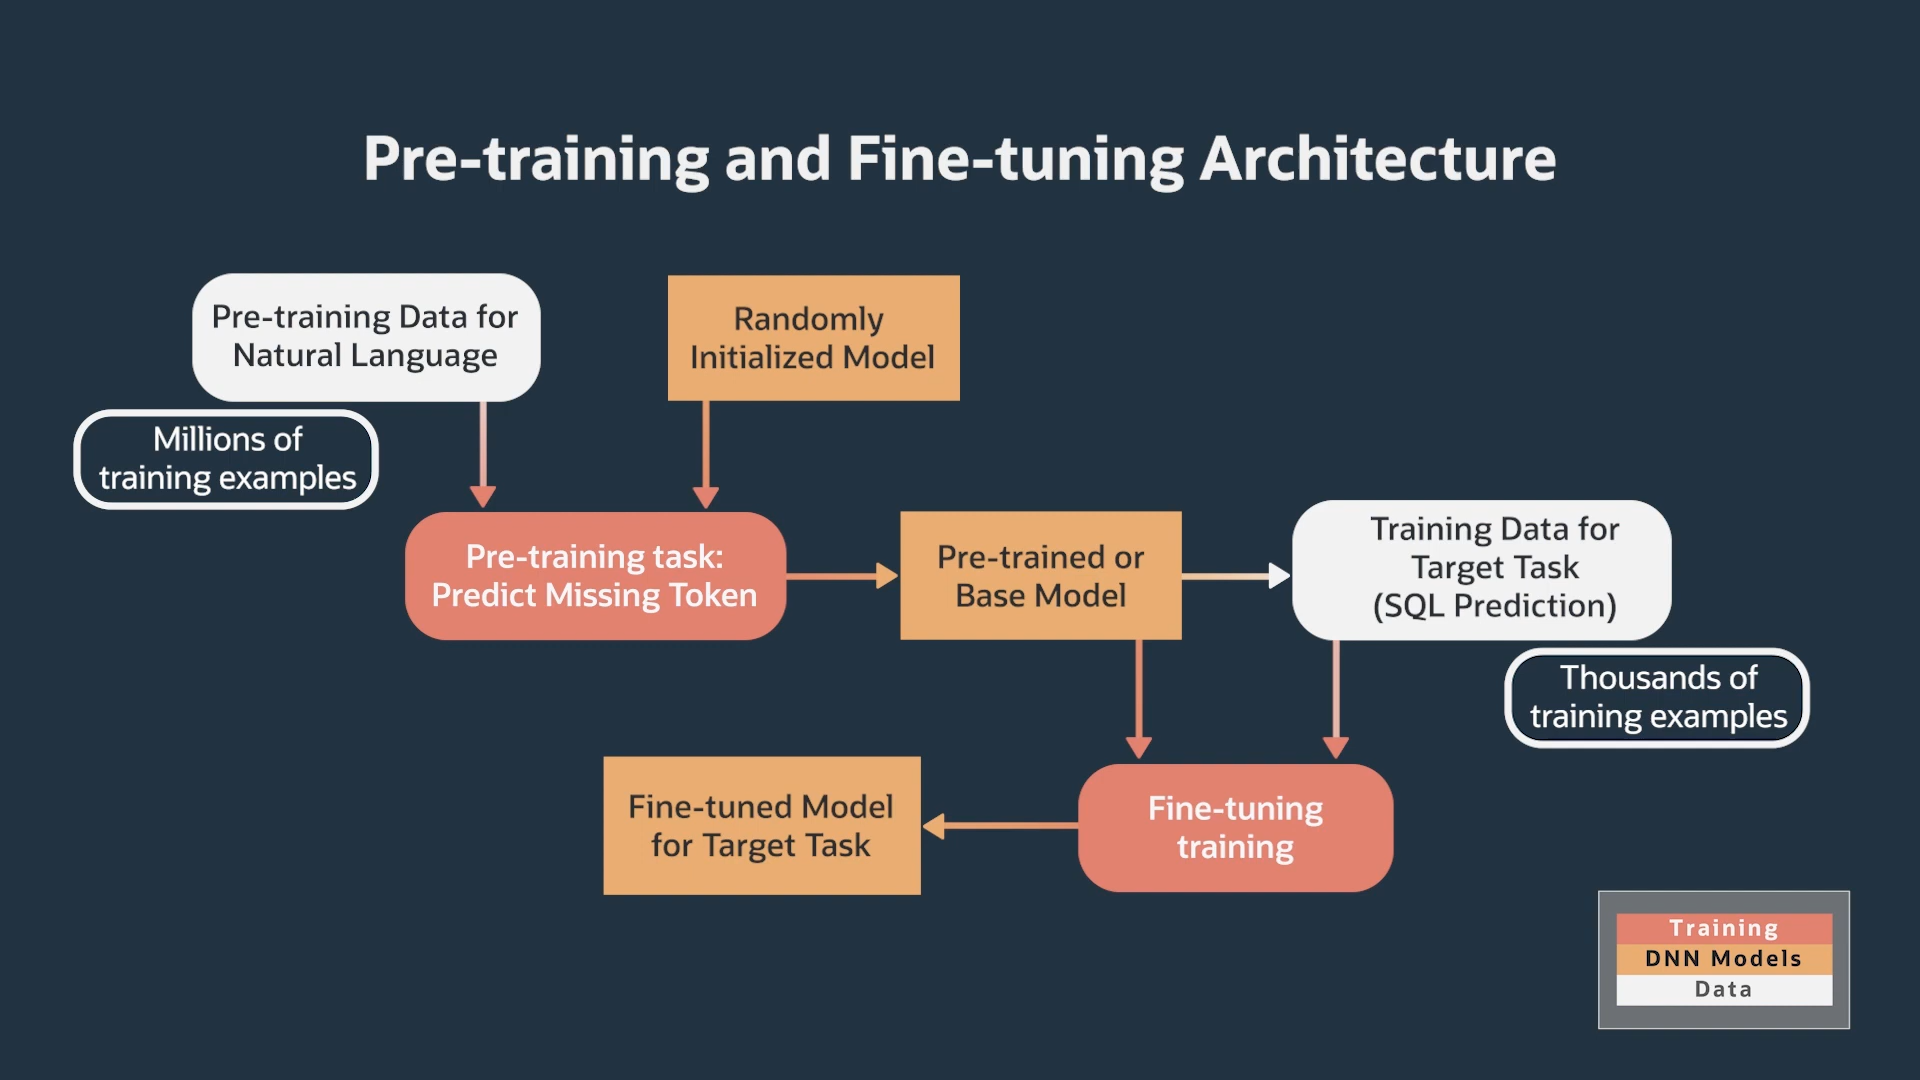 Pre-training and Fine-tuning Architecture
Pre-training Data for
Natural Language
Randomly
Initialized Model
Millions of
training examples
Pre-training task:
Predict Missing Token
Pre-trained or
Base Model
Training Data for
Target Task
(SQL Prediction)
Thousands of
training examples
Fine-tuned Model
for Target Task
Fine-tuning
training
Training
DNN Models
Data